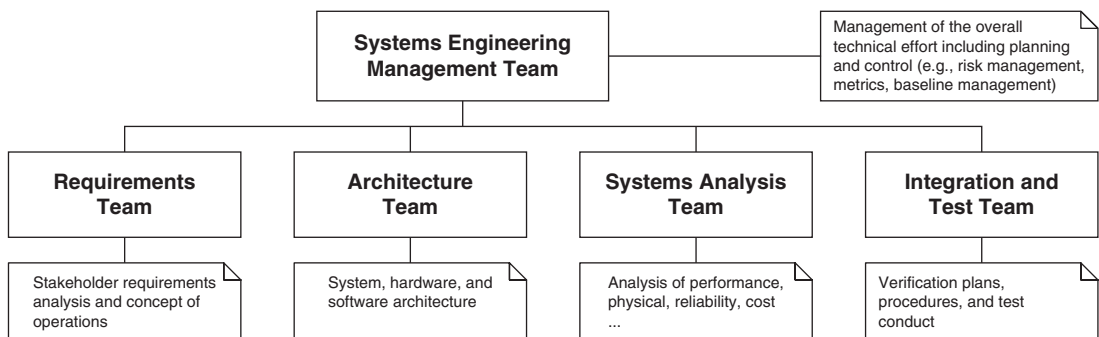 Systems Engineering
Management Team
Management of the overall
technical effort including planning
and control (e.g., risk management,
metrics, baseline management)
Requirements
Team
Architecture
Team
Systems Analysis
Team
Integration and
Test Team
Stakeholder requirements
analysis and concept of
operations
System, hardware, and
software architecture
Analysis of performance,
physical, reliability, cost
...
Verification plans,
procedures, and test
conduct